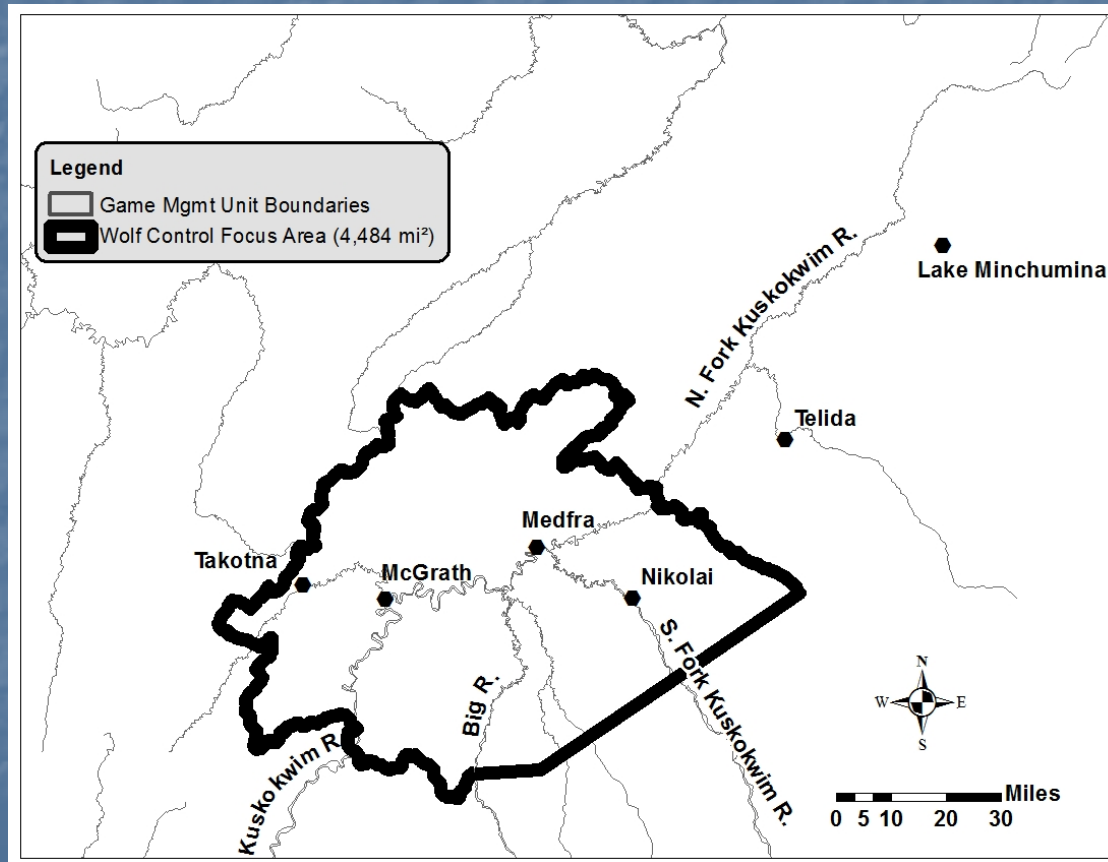 Legend
Game Mgmt Unit Boundaries
Wolf Control Focus Area (4,484 mi²)
N. Fork Kuskokwim R.
Lake Minchumina
Telida
Medfra
Takotna
McGrath
Nikolai
S. Fork Kuskokwim R.
Big R.
Kuskokwim R.
N
W E
S
Miles
0 5 10 20 30